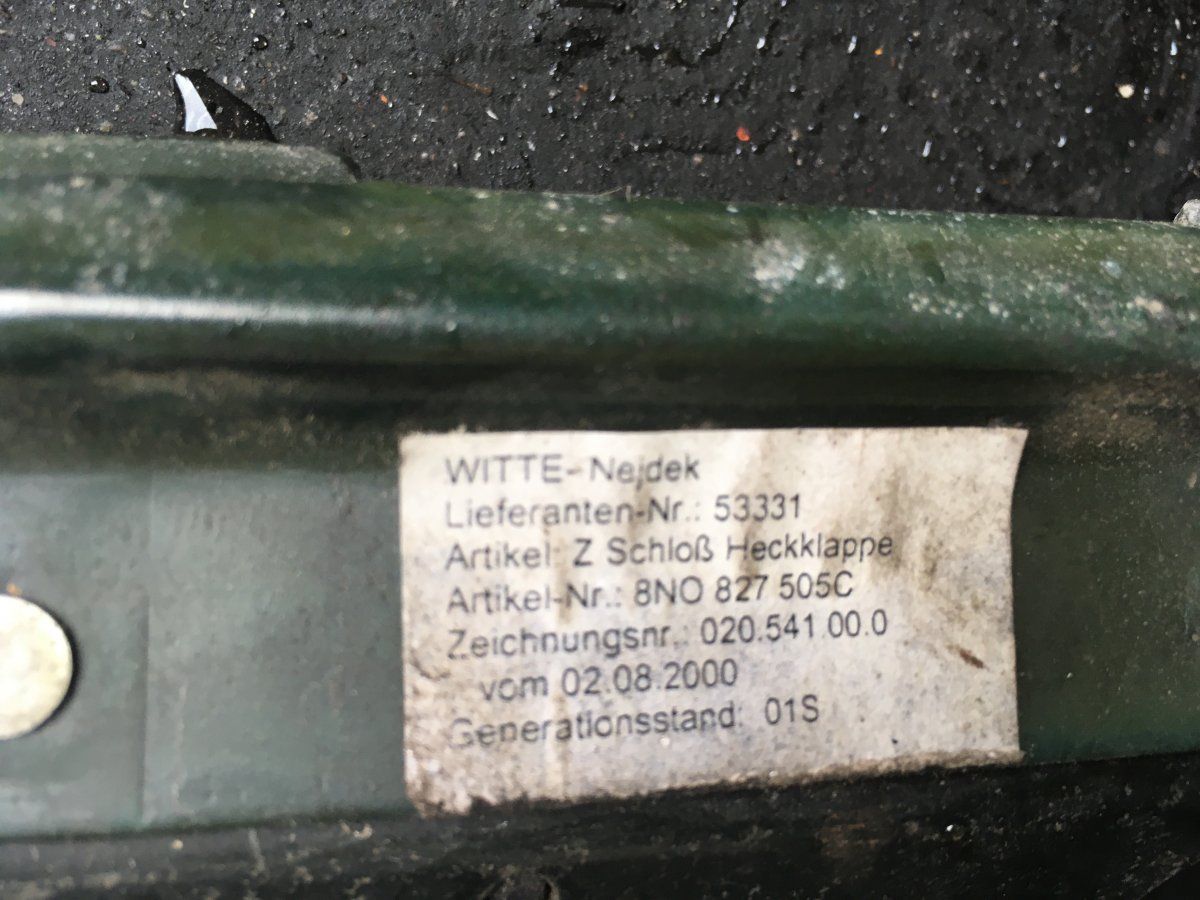 WITTE- Nejdek
Lieferanten-Nr.: 53331
Artikel: Z Schloß Heckklappe
Artikel-Nr.: 8NO 827 505C
Zeichnungsnr.: 020.541.00.0
vom 02.08.2000
Generationsstand: 01S